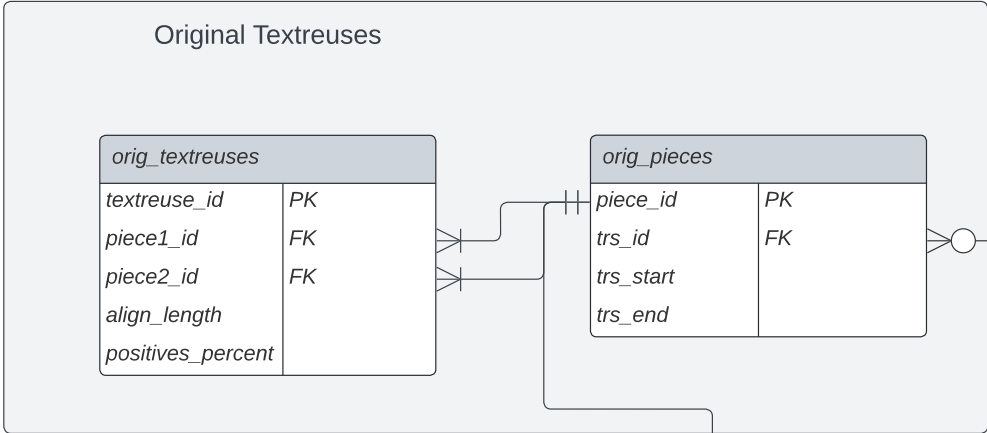 Original Textreuses
orig_textreuses
textreuse_id PK
piece1_id FK
piece2_id FK
align_length
positives_percent
orig_pieces
piece_id PK
trs_id FK
trs_start
trs_end